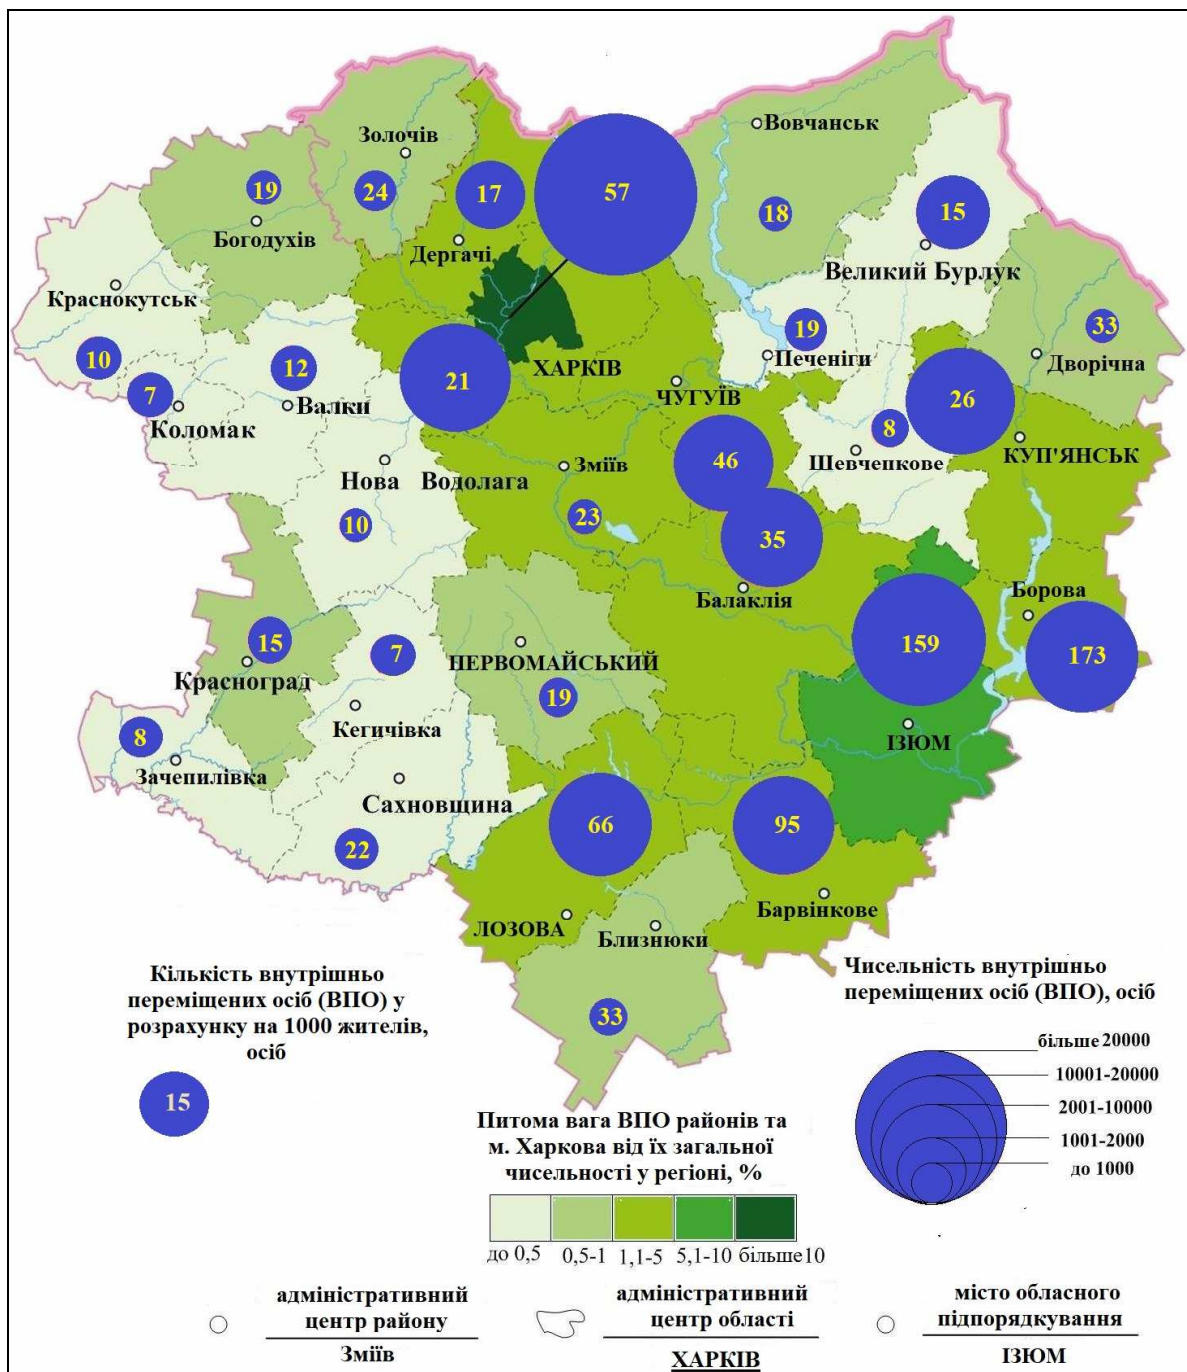 Вовчанськ
Золочів
57
19
24
17
18
15
Богодухів
Дергачі
Великий Бурлук
Краснокутськ
19
33
Печеніги
Дворічна
10
12
21
ХАРКІВ
ЧУГУЇВ
26
7
Валки
Коломак
8
КУП'ЯНСЬК
46
Шевчепкове
Зміїв
Нова Водолага
10
23
35
Балаклія
Борова
15
7
ПЕРВОМАЙСЬКИЙ
159
173
Красноград
19
8
Кегичівка
ІЗЮМ
Зачепилівка
Сахновщина
66
95
22
Барвінкове
ЛОЗОВА
Близнюки
33
Кількість внутрішньо
переміщених осіб (ВПО) у
розрахунку на 1000 жителів,
осіб
15
Чисельність внутрішньо
переміщених осіб (ВПО), осіб
більше 20000
10001-20000
2001-10000
1001-2000
до 1000
Питома вага ВПО районів та
м. Харкова від їх загальної
чисельності у регіоні, %
до 0,5 0,5-1 1,1-5 5,1-10 більше10
адміністративний
центр району
Зміїв
адміністративний
центр області
ХАРКІВ
місто обласного
підпорядкування
ІЗЮМ